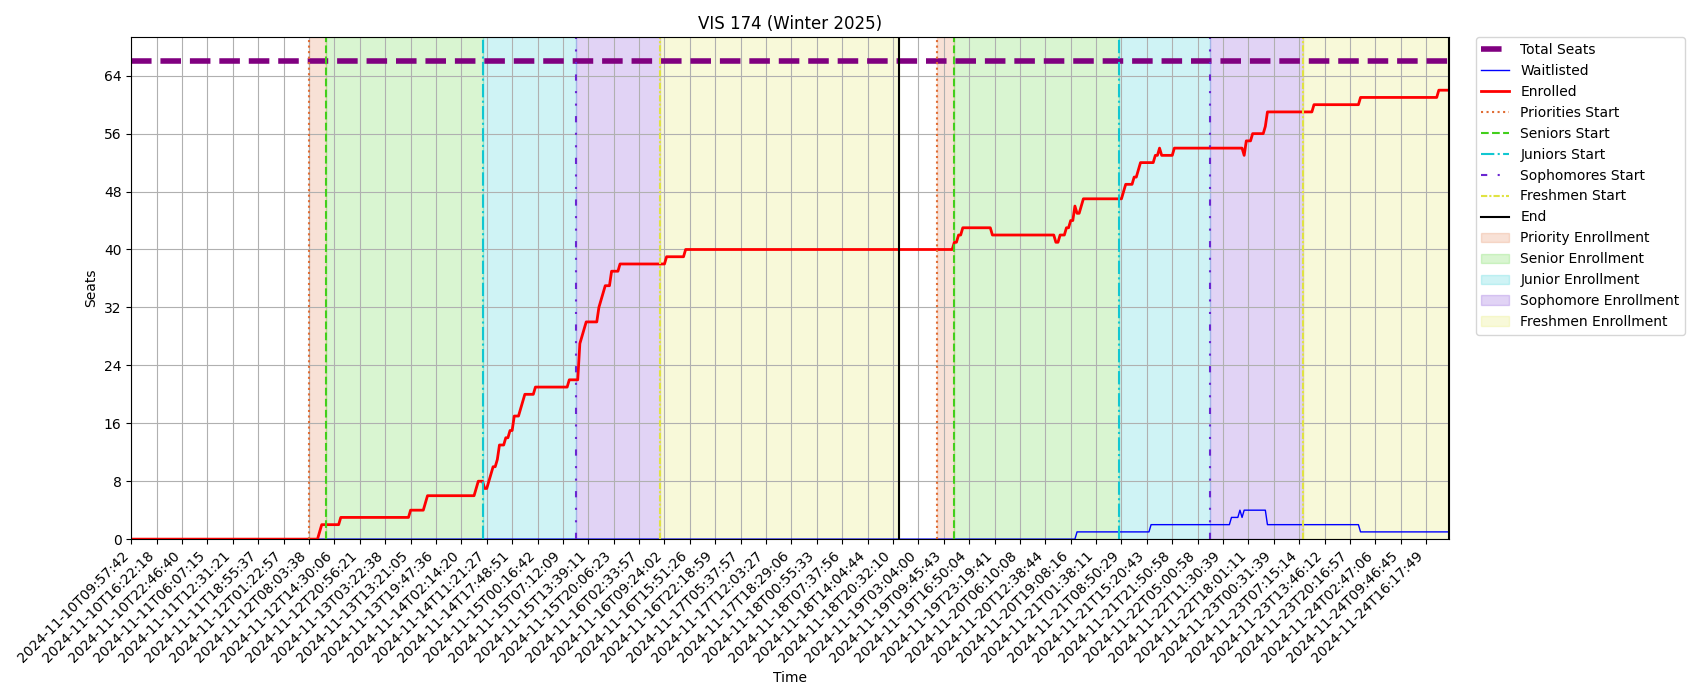 VIS 174 (Winter 2025)
Seats
64
56
48
40
32
24
16
8
0
2024-11-10T09:57:42
2024-11-10T16:22:18
2024-11-10T22:46:40
2024-11-11T06:07:15
2024-11-11T12:31:21
2024-11-11T18:55:37
2024-11-12T01:22:57
2024-11-12T08:03:38
2024-11-12T14:30:06
2024-11-12T20:56:21
2024-11-13T03:22:38
2024-11-13T13:21:05
2024-11-13T19:47:36
2024-11-14T02:14:20
2024-11-14T11:21:27
2024-11-14T17:48:51
2024-11-15T00:16:42
2024-11-15T07:12:09
2024-11-15T13:39:11
2024-11-15T20:06:23
2024-11-16T02:33:57
2024-11-16T09:24:02
2024-11-16T15:51:26
2024-11-16T22:18:59
2024-11-17T05:37:57
2024-11-17T12:03:27
2024-11-17T18:29:06
2024-11-18T00:55:33
2024-11-18T07:37:56
2024-11-18T14:04:44
2024-11-18T20:32:10
2024-11-19T03:04:00
2024-11-19T09:45:43
2024-11-19T16:50:04
2024-11-19T23:19:41
2024-11-20T06:10:08
2024-11-20T12:38:44
2024-11-20T19:08:16
2024-11-21T01:38:11
2024-11-21T08:50:29
2024-11-21T15:20:43
2024-11-21T21:50:58
2024-11-22T05:00:58
2024-11-22T11:30:39
2024-11-22T18:01:11
2024-11-23T00:31:39
2024-11-23T07:15:14
2024-11-23T13:46:12
2024-11-23T20:16:57
2024-11-24T02:47:06
2024-11-24T09:46:45
2024-11-24T16:17:49
Time
Total Seats
Waitlisted
Enrolled
Priorities Start
Seniors Start
Juniors Start
Sophomores Start
Freshmen Start
End
Priority Enrollment
Senior Enrollment
Junior Enrollment
Sophomore Enrollment
Freshmen Enrollment